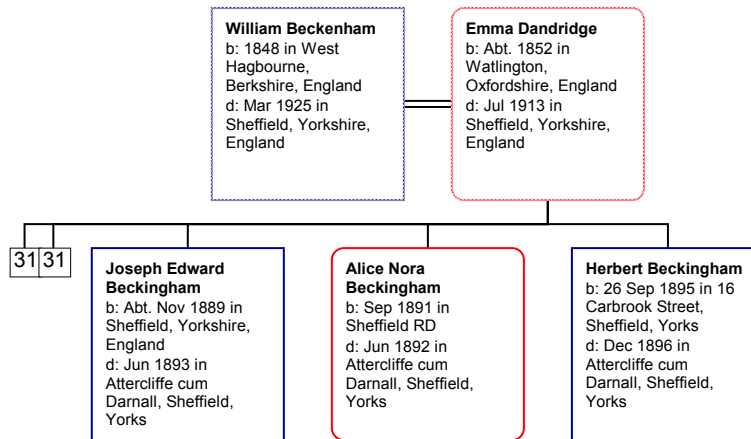 William Beckenham
b: 1848 in West
Hagbourne,
Berkshire, England
d: Mar 1925 in
Sheffield, Yorkshire,
England
Emma Dandridge
b: Abt. 1852 in
Watlington,
Oxfordshire, England
d: Jul 1913 in
Sheffield, Yorkshire,
England
31
31
Joseph Edward
Beckingham
b: Abt. Nov 1889 in
Sheffield, Yorkshire,
England
d: Jun 1893 in
Attercliffe cum
Darnall, Sheffield,
Yorks
Alice Nora
Beckingham
b: Sep 1891 in
Sheffield RD
d: Jun 1892 in
Attercliffe cum
Darnall, Sheffield,
Yorks
Herbert Beckingham
b: 26 Sep 1895 in 16
Carbrook Street,
Sheffield, Yorks
d: Dec 1896 in
Attercliffe cum
Darnall, Sheffield,
Yorks